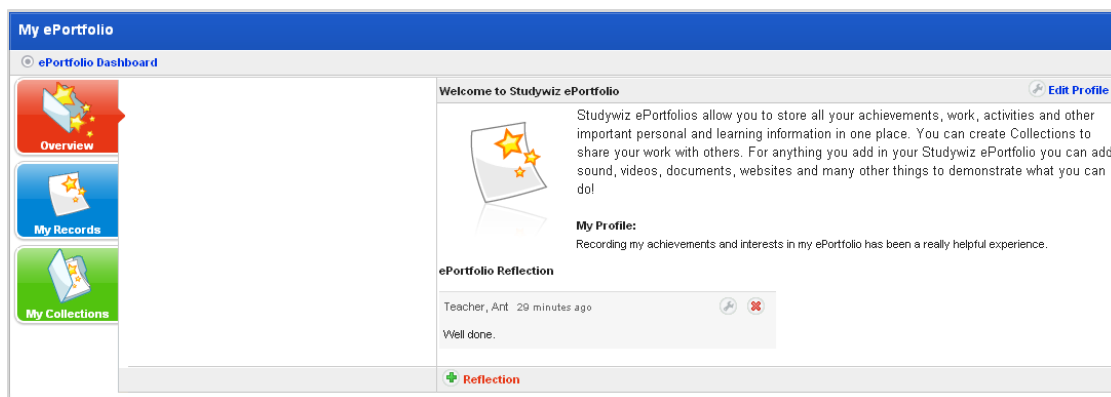 My ePortfolio
ePortfolio Dashboard
Overview
My Records
My Collections
Welcome to Studywiz ePortfolio
Edit Profile
Studywiz ePortfolios allow you to store all your achievements, work, activities and other
important personal and learning information in one place. You can create Collections to
share your work with others. For anything you add in your Studywiz ePortfolio you can add
sound, videos, documents, websites and many other things to demonstrate what you can
do!
My Profile:
Recording my achievements and interests in my ePortfolio has been a really helpful experience.
ePortfolio Reflection
Teacher, Ant 29 minutes ago
Well done.
Reflection